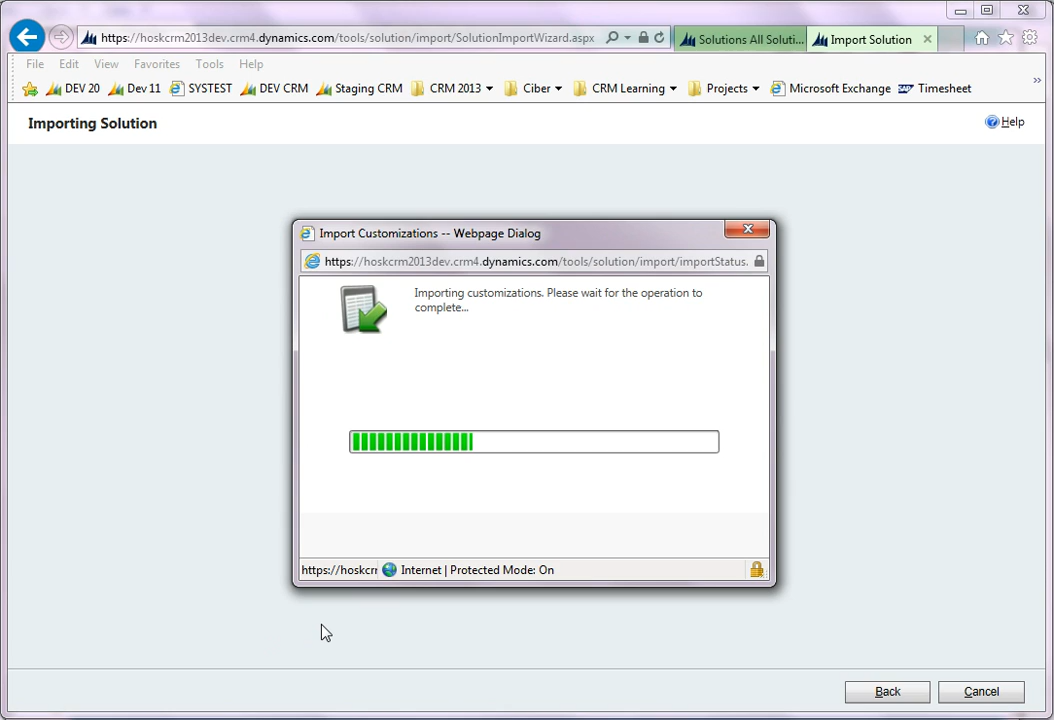 https://hoskcrm2013dev.crm4.dynamics.com/tools/solution/import/SolutionImportWizard.aspx
Solutions All Soluti...
Import Solution
File Edit View Favorites Tools Help
DEV 20 Dev 11 SYSTEST DEV CRM Staging CRM CRM 2013 Ciber CRM Learning Projects Microsoft Exchange Timesheet
Importing Solution
Help
Import Customizations -- Webpage Dialog
https://hoskcrm2013dev.crm4.dynamics.com/tools/solution/import/importStatus.
Importing customizations. Please wait for the operation to
complete...
https://hoskcr Internet | Protected Mode: On
Back Cancel